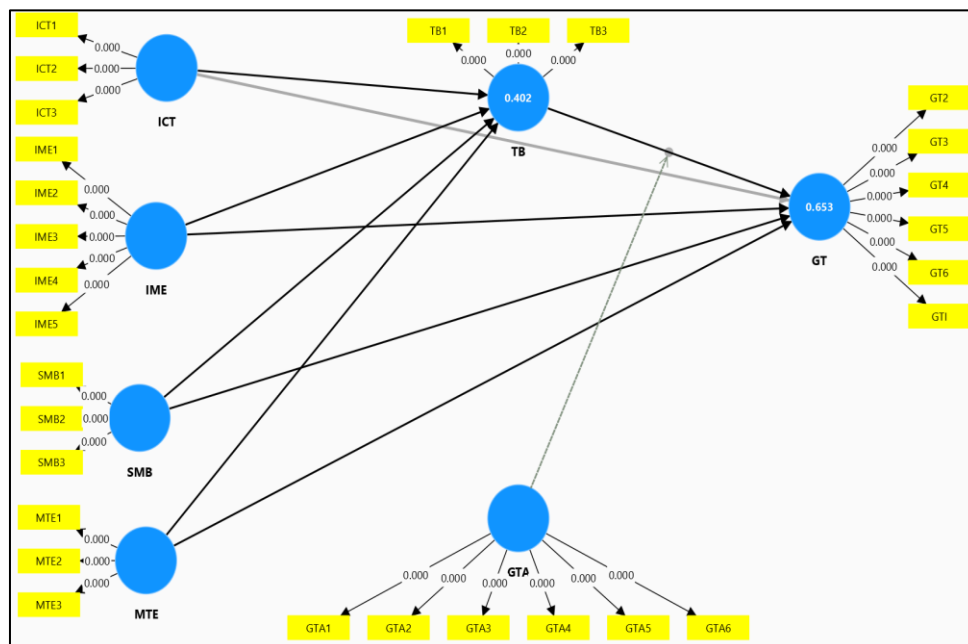 ICT1
0.000
ICT2
0.000
ICT3
0.000
ICT
TB1
TB2
TB3
0.000
0.000
0.000
0.402
TB
IME1
0.000
IME2
0.000
IME3
0.000
IME4
0.000
IME5
0.000
IME
GT2
0.000
GT3
0.000
GT4
0.000
GT5
0.000
GT6
0.000
GTI
0.000
0.653
GT
SMB1
0.000
SMB2
0.000
SMB3
0.000
SMB
MTE1
0.000
MTE2
0.000
MTE3
0.000
MTE
GTA
0.000
0.000
0.000
0.000
0.000
0.000
GTA1
GTA2
GTA3
GTA4
GTA5
GTA6